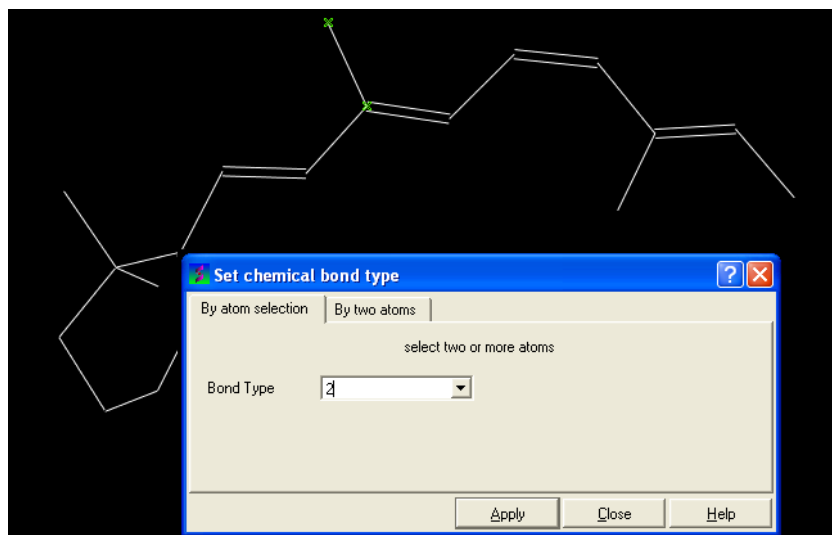 Set chemical bond type
By atom selection
By two atoms
select two or more atoms
Bond Type
2
Apply
Close
Help